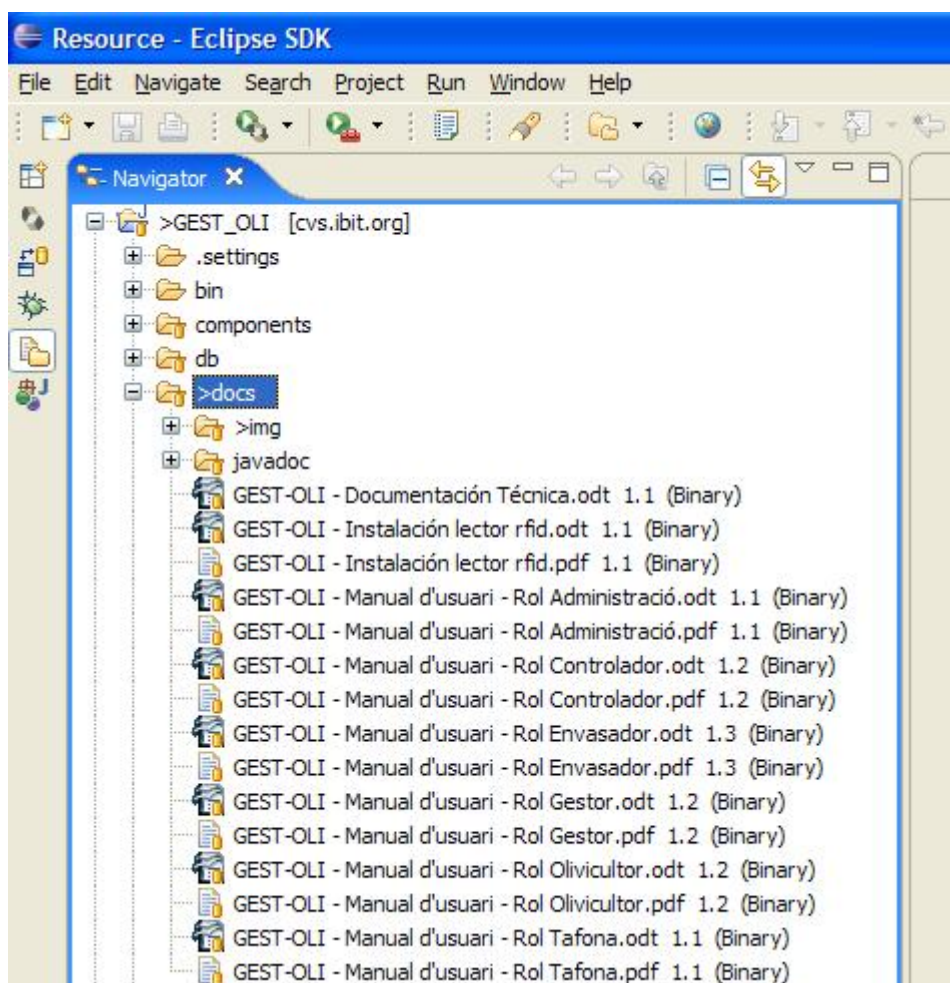 Resource - Eclipse SDK
File Edit Navigate Search Project Run Window Help
Navigator
>GEST_OLI [cvs.ibit.org]
.settings
bin
components
db
>docs
>img
javadoc
GEST-OLI - Documentación Técnica.odt 1.1 (Binary)
GEST-OLI - Instalación lector rfid.odt 1.1 (Binary)
GEST-OLI - Instalación lector rfid.pdf 1.1 (Binary)
GEST-OLI - Manual d'usuari - Rol Administració.odt 1.1 (Binary)
GEST-OLI - Manual d'usuari - Rol Administració.pdf 1.1 (Binary)
GEST-OLI - Manual d'usuari - Rol Controlador.odt 1.2 (Binary)
GEST-OLI - Manual d'usuari - Rol Controlador.pdf 1.2 (Binary)
GEST-OLI - Manual d'usuari - Rol Envasador.odt 1.3 (Binary)
GEST-OLI - Manual d'usuari - Rol Envasador.pdf 1.3 (Binary)
GEST-OLI - Manual d'usuari - Rol Gestor.odt 1.2 (Binary)
GEST-OLI - Manual d'usuari - Rol Gestor.pdf 1.2 (Binary)
GEST-OLI - Manual d'usuari - Rol Olivicultor.odt 1.2 (Binary)
GEST-OLI - Manual d'usuari - Rol Olivicultor.pdf 1.2 (Binary)
GEST-OLI - Manual d'usuari - Rol Tafona.odt 1.1 (Binary)
GEST-OLI - Manual d'usuari - Rol Tafona.pdf 1.1 (Binary)